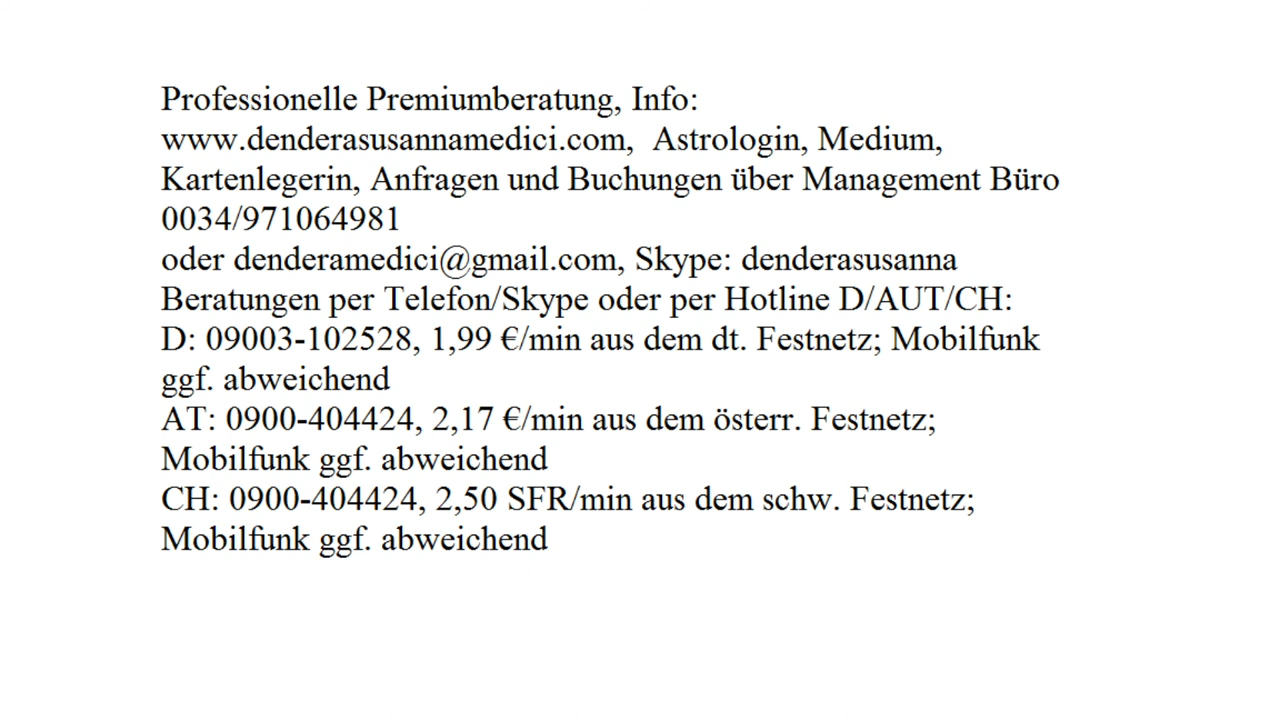 Professionelle Premiumberatung, Info:
www.denderasusannamedici.com,  Astrologin, Medium,
Kartenlegerin, Anfragen und Buchungen über Management Büro
0034/971064981
oder denderamedici@gmail.com, Skype: denderasusanna
Beratungen per Telefon/Skype oder per Hotline D/AUT/CH:
D: 09003-102528, 1,99 €/min aus dem dt. Festnetz; Mobilfunk
ggf. abweichend
AT: 0900-404424, 2,17 €/min aus dem österr. Festnetz;
Mobilfunk ggf. abweichend
CH: 0900-404424, 2,50 SFR/min aus dem schw. Festnetz;
Mobilfunk ggf. abweichend